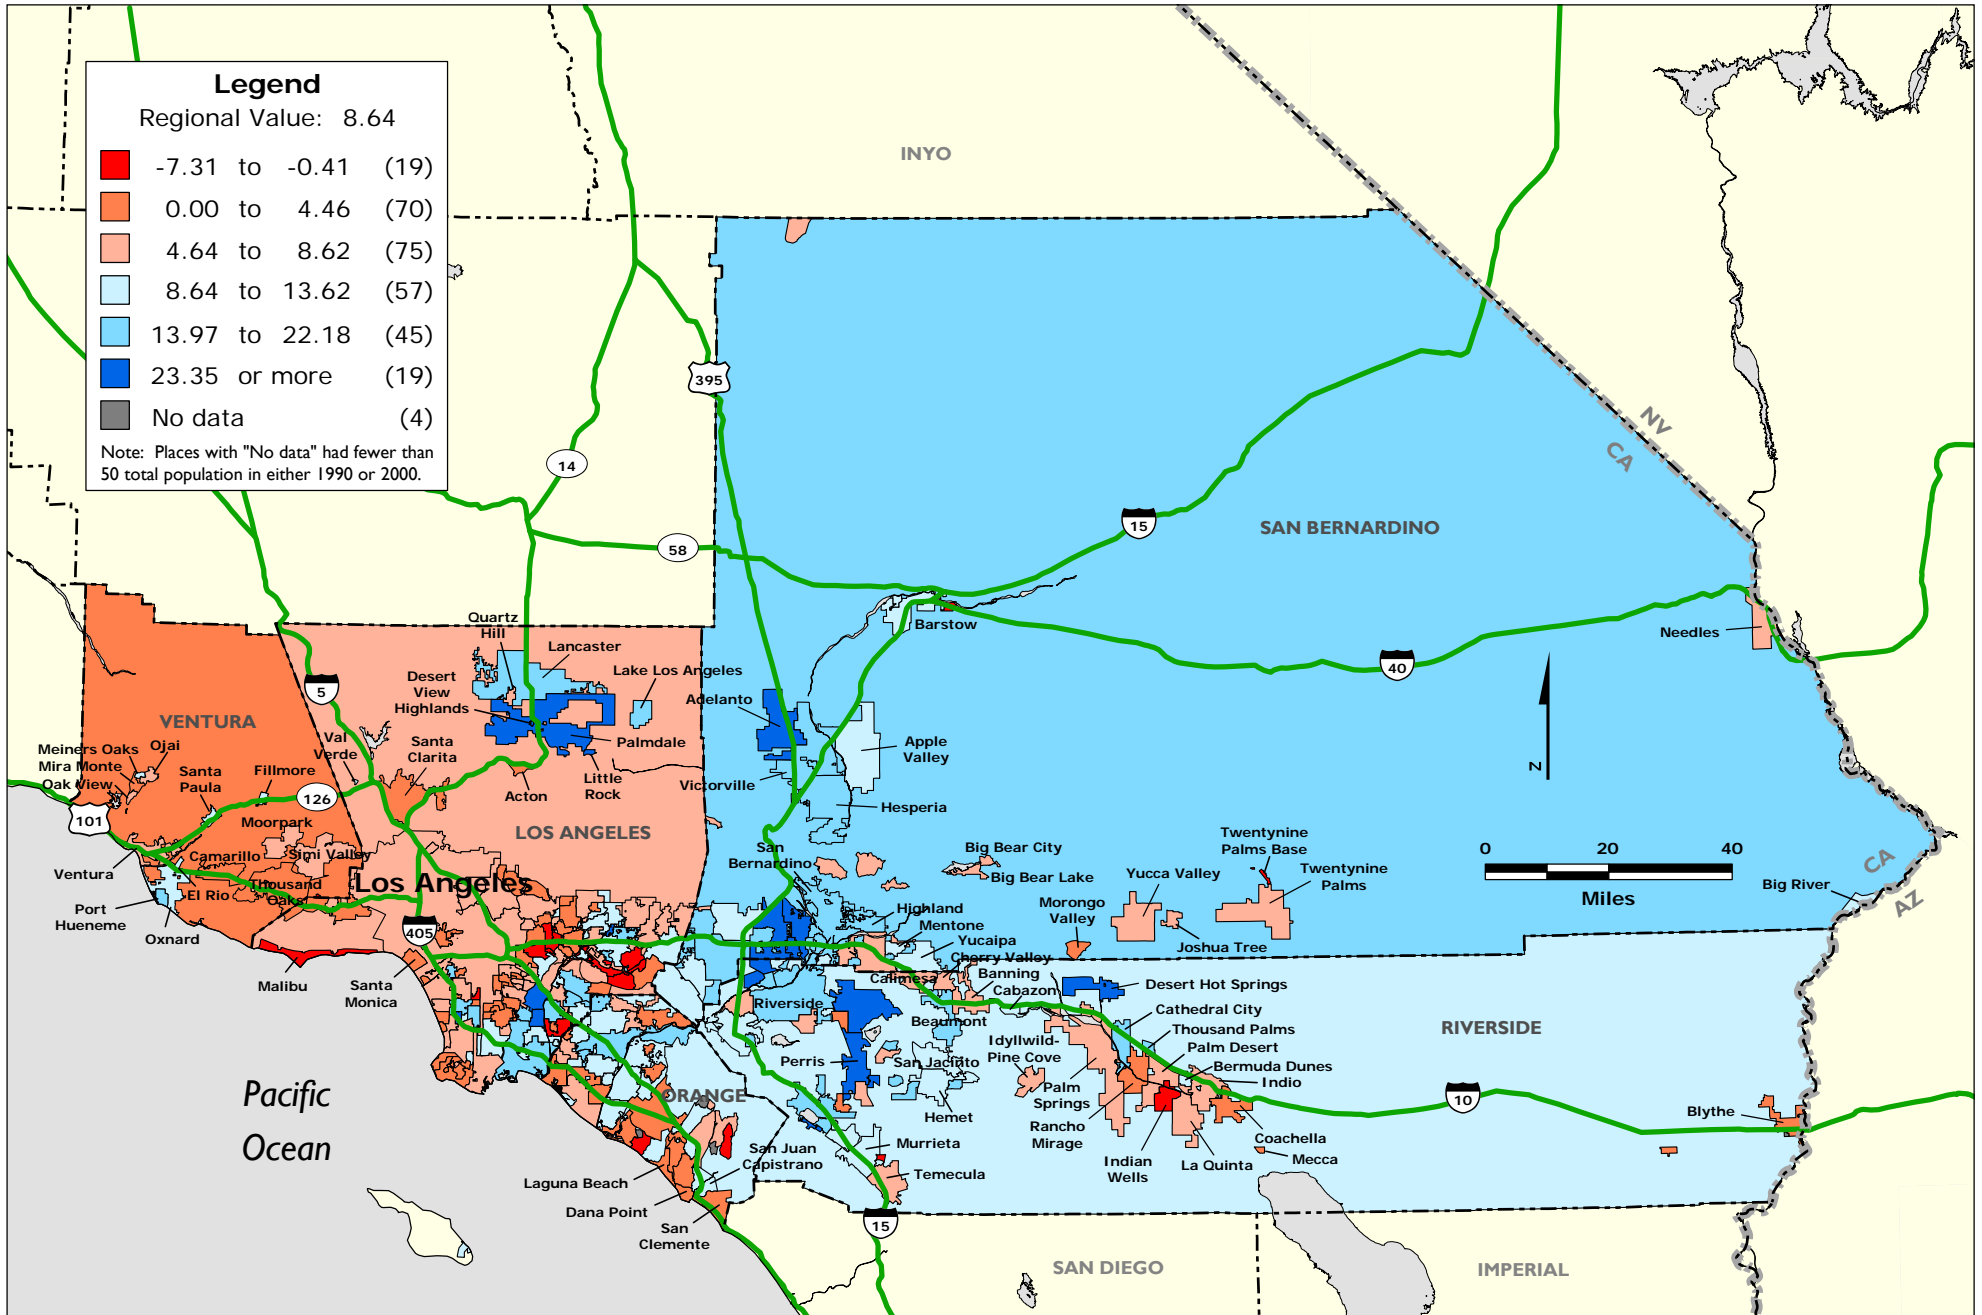 Legend
Regional Value: 8.64
-7.31 to -0.41 (19)
0.00 to 4.46 (70)
4.64 to 8.62 (75)
8.64 to 13.62 (57)
13.97 to 22.18 (45)
23.35 or more (19)
No data (4)
Note: Places with "No data" had fewer than
50 total population in either 1990 or 2000.
INYO
395
14
58
15
NV
CA
SAN BERNARDINO
40
Needles
Barstow
Quartz
Hill
Lancaster
Lake Los Angeles
Desert
View
Highlands
Adelanto
Palmdale
Little
Rock
Acton
5
VENTURA
Val
Verde
Santa
Clarita
Meiners Oaks
Ojai
Mira Monte
Oak View
Santa
Paula
Fillmore
126
101
Moorpark
LOS ANGELES
Victorville
Apple
Valley
Hesperia
N
0 20 40
Miles
Ventura
Camarillo
Simi Valley
El Rio
Thousand
Oaks
Los Angeles
Port
Hueneme
Oxnard
405
Malibu
Santa
Monica
San
Bernardino
Big Bear City
Big Bear Lake
Twentynine
Palms Base
Twentynine
Palms
Yucca Valley
Morongo
Valley
Joshua Tree
Big River
CA
AZ
Highland
Mentone
Yucaipa
Cherry Valley
Calimesa
Banning
Cabazon
Desert Hot Springs
Riverside
Beaumont
Cathedral City
Thousand Palms
Palm Desert
Bermuda Dunes
Indio
RIVERSIDE
Idyllwild-
Pine Cove
Perris
San Jacinto
Palm
Springs
Hemet
Rancho
Mirage
10
Blythe
Pacific
Ocean
ORANGE
Coachella
Mecca
Murrieta
San Juan
Capistrano
Temecula
Indian
Wells
La Quinta
Laguna Beach
Dana Point
San
Clemente
15
SAN DIEGO
IMPERIAL